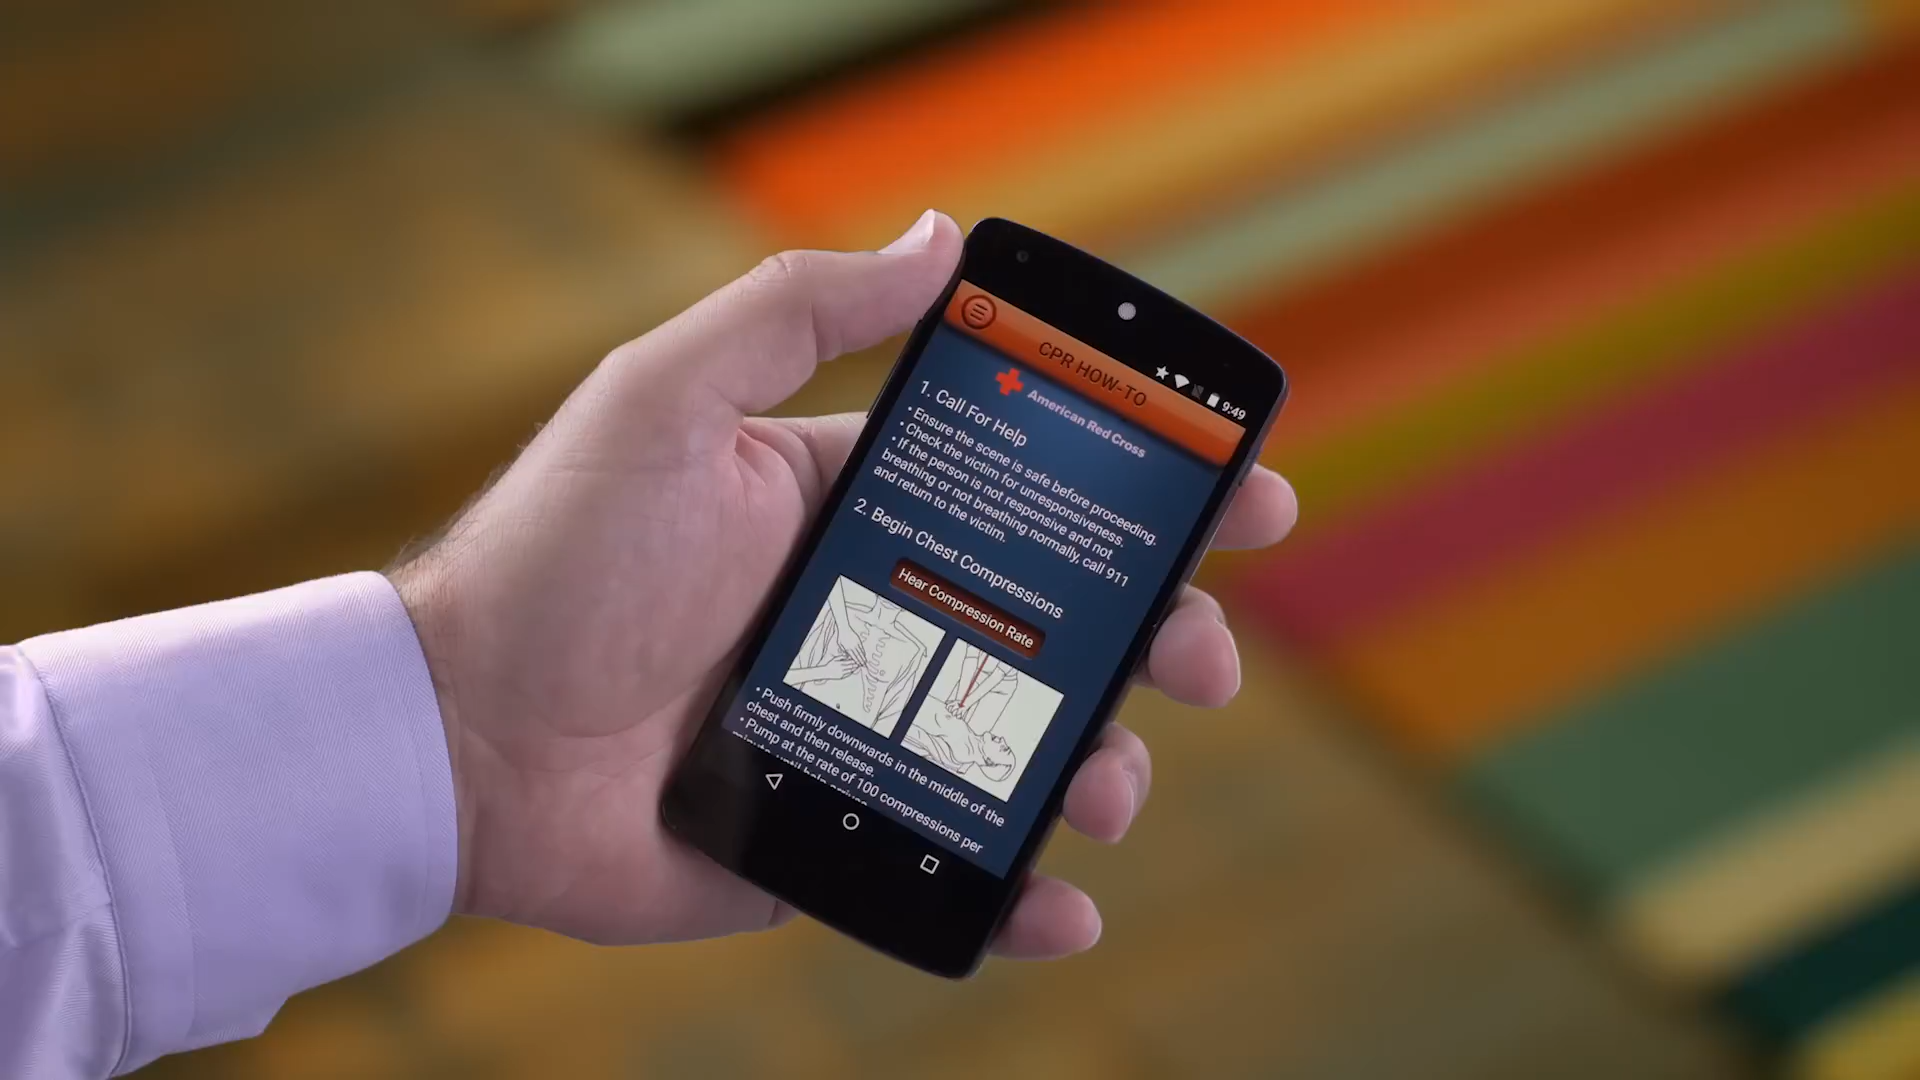 9:49
CPR HOW-TO
American Red Cross
1. Call For Help
• Ensure the scene is safe before proceeding.
• Check the victim for unresponsiveness.
• If the person is not responsive and not
breathing or not breathing normally, call 911
and return to the victim.
2. Begin Chest Compressions
Hear Compression Rate
• Push firmly downwards in the middle of the
chest and then release.
• Pump at the rate of 100 compressions per
until help